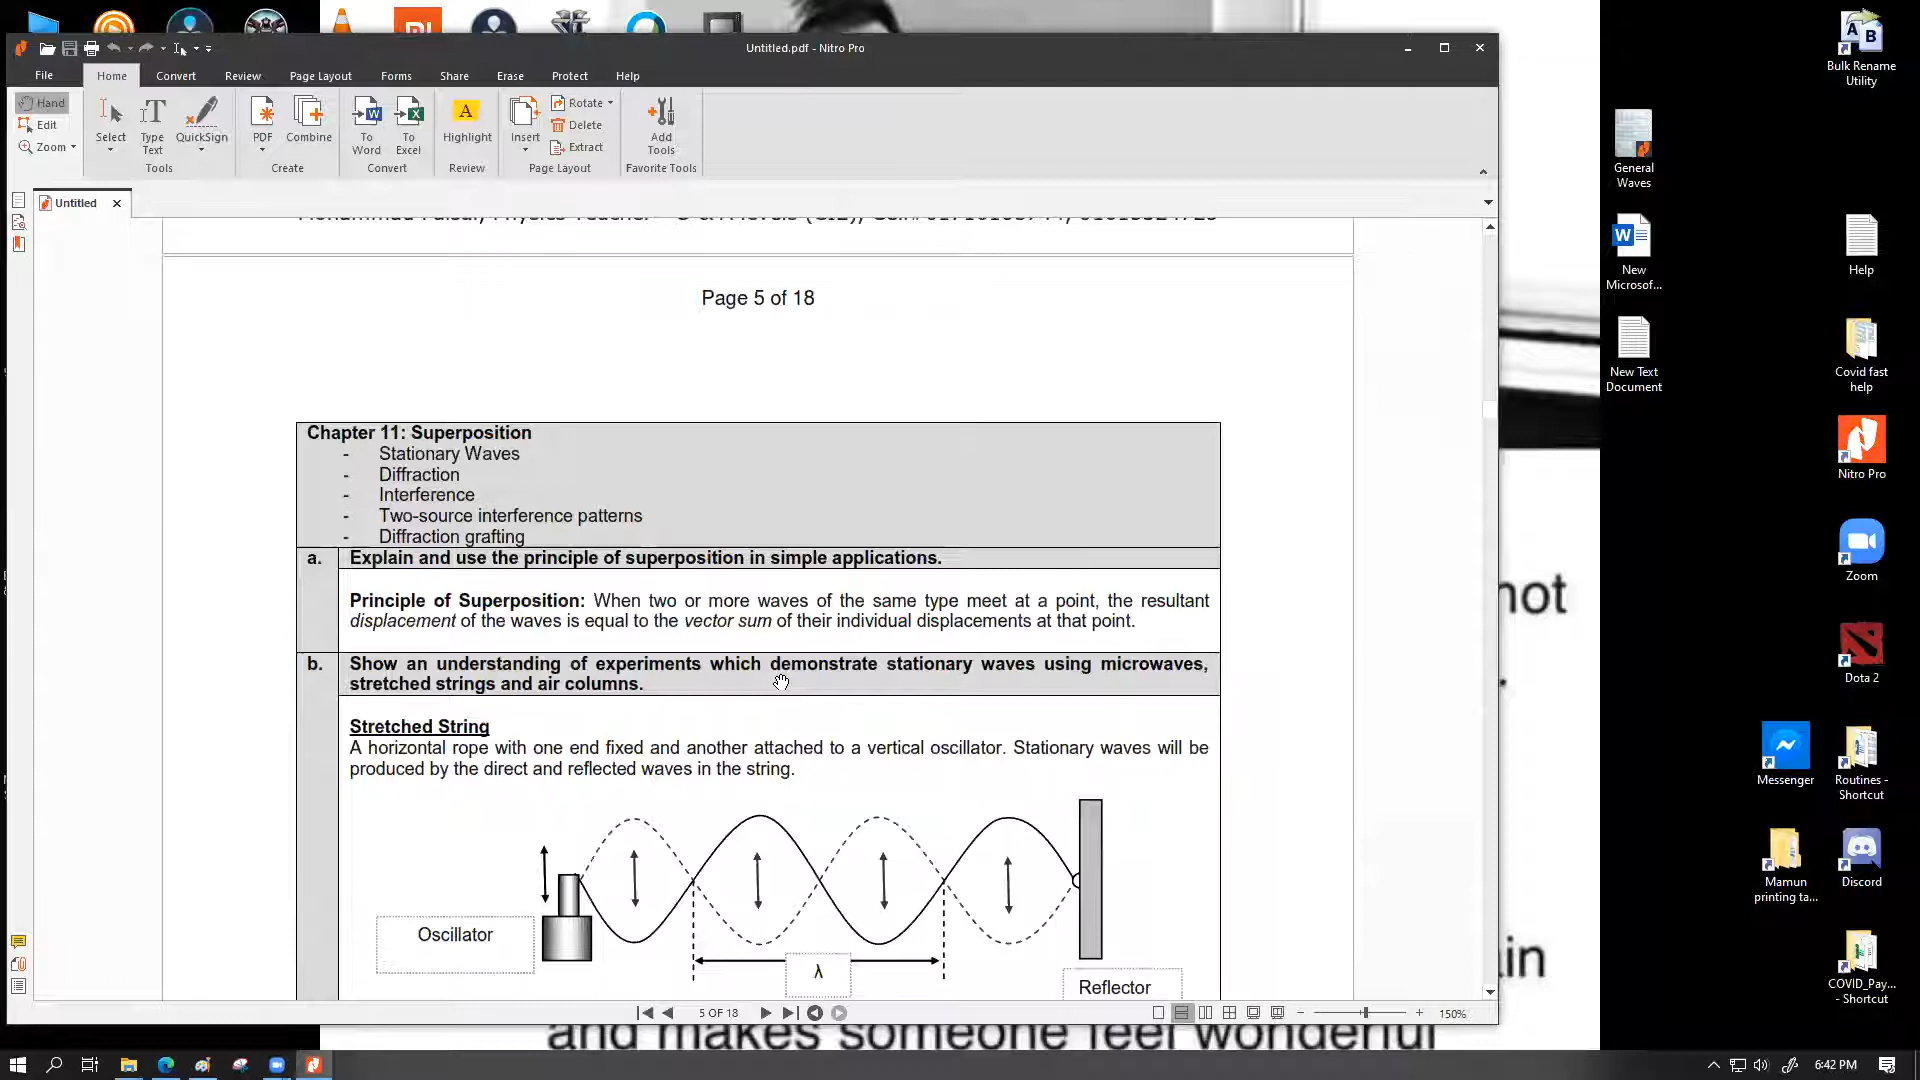 Untitled.pdf - Nitro Pro
File
Home
Convert
Review
Page Layout
Forms
Share
Erase
Protect
Help
Hand
Edit
Zoom
Select
Type Text
QuickSign
Tools
PDF
Combine
Create
To Word
To Excel
Convert
Highlight
Review
Insert
Rotate
Delete
Extract
Page Layout
Add Tools
Favorite Tools
Untitled
Page 5 of 18
Chapter 11: Superposition
- Stationary Waves
- Diffraction
- Interference
- Two-source interference patterns
- Diffraction grafting
a. Explain and use the principle of superposition in simple applications.
Principle of Superposition: When two or more waves of the same type meet at a point, the resultant
displacement of the waves is equal to the vector sum of their individual displacements at that point.
b. Show an understanding of experiments which demonstrate stationary waves using microwaves,
stretched strings and air columns.
Stretched String
A horizontal rope with one end fixed and another attached to a vertical oscillator. Stationary waves will be
produced by the direct and reflected waves in the string.
Oscillator
λ
Reflector
5 OF 18
150%
Bulk Rename
Utility
General
Waves
New
Microsof...
Help
New Text
Document
Covid fast
help
Nitro Pro
Zoom
not
Dota 2
Messenger
Routines -
Shortcut
Mamun
printing ta...
Discord
COVID_Pay...
- Shortcut
and makes someone feel wonderful
6:42 PM